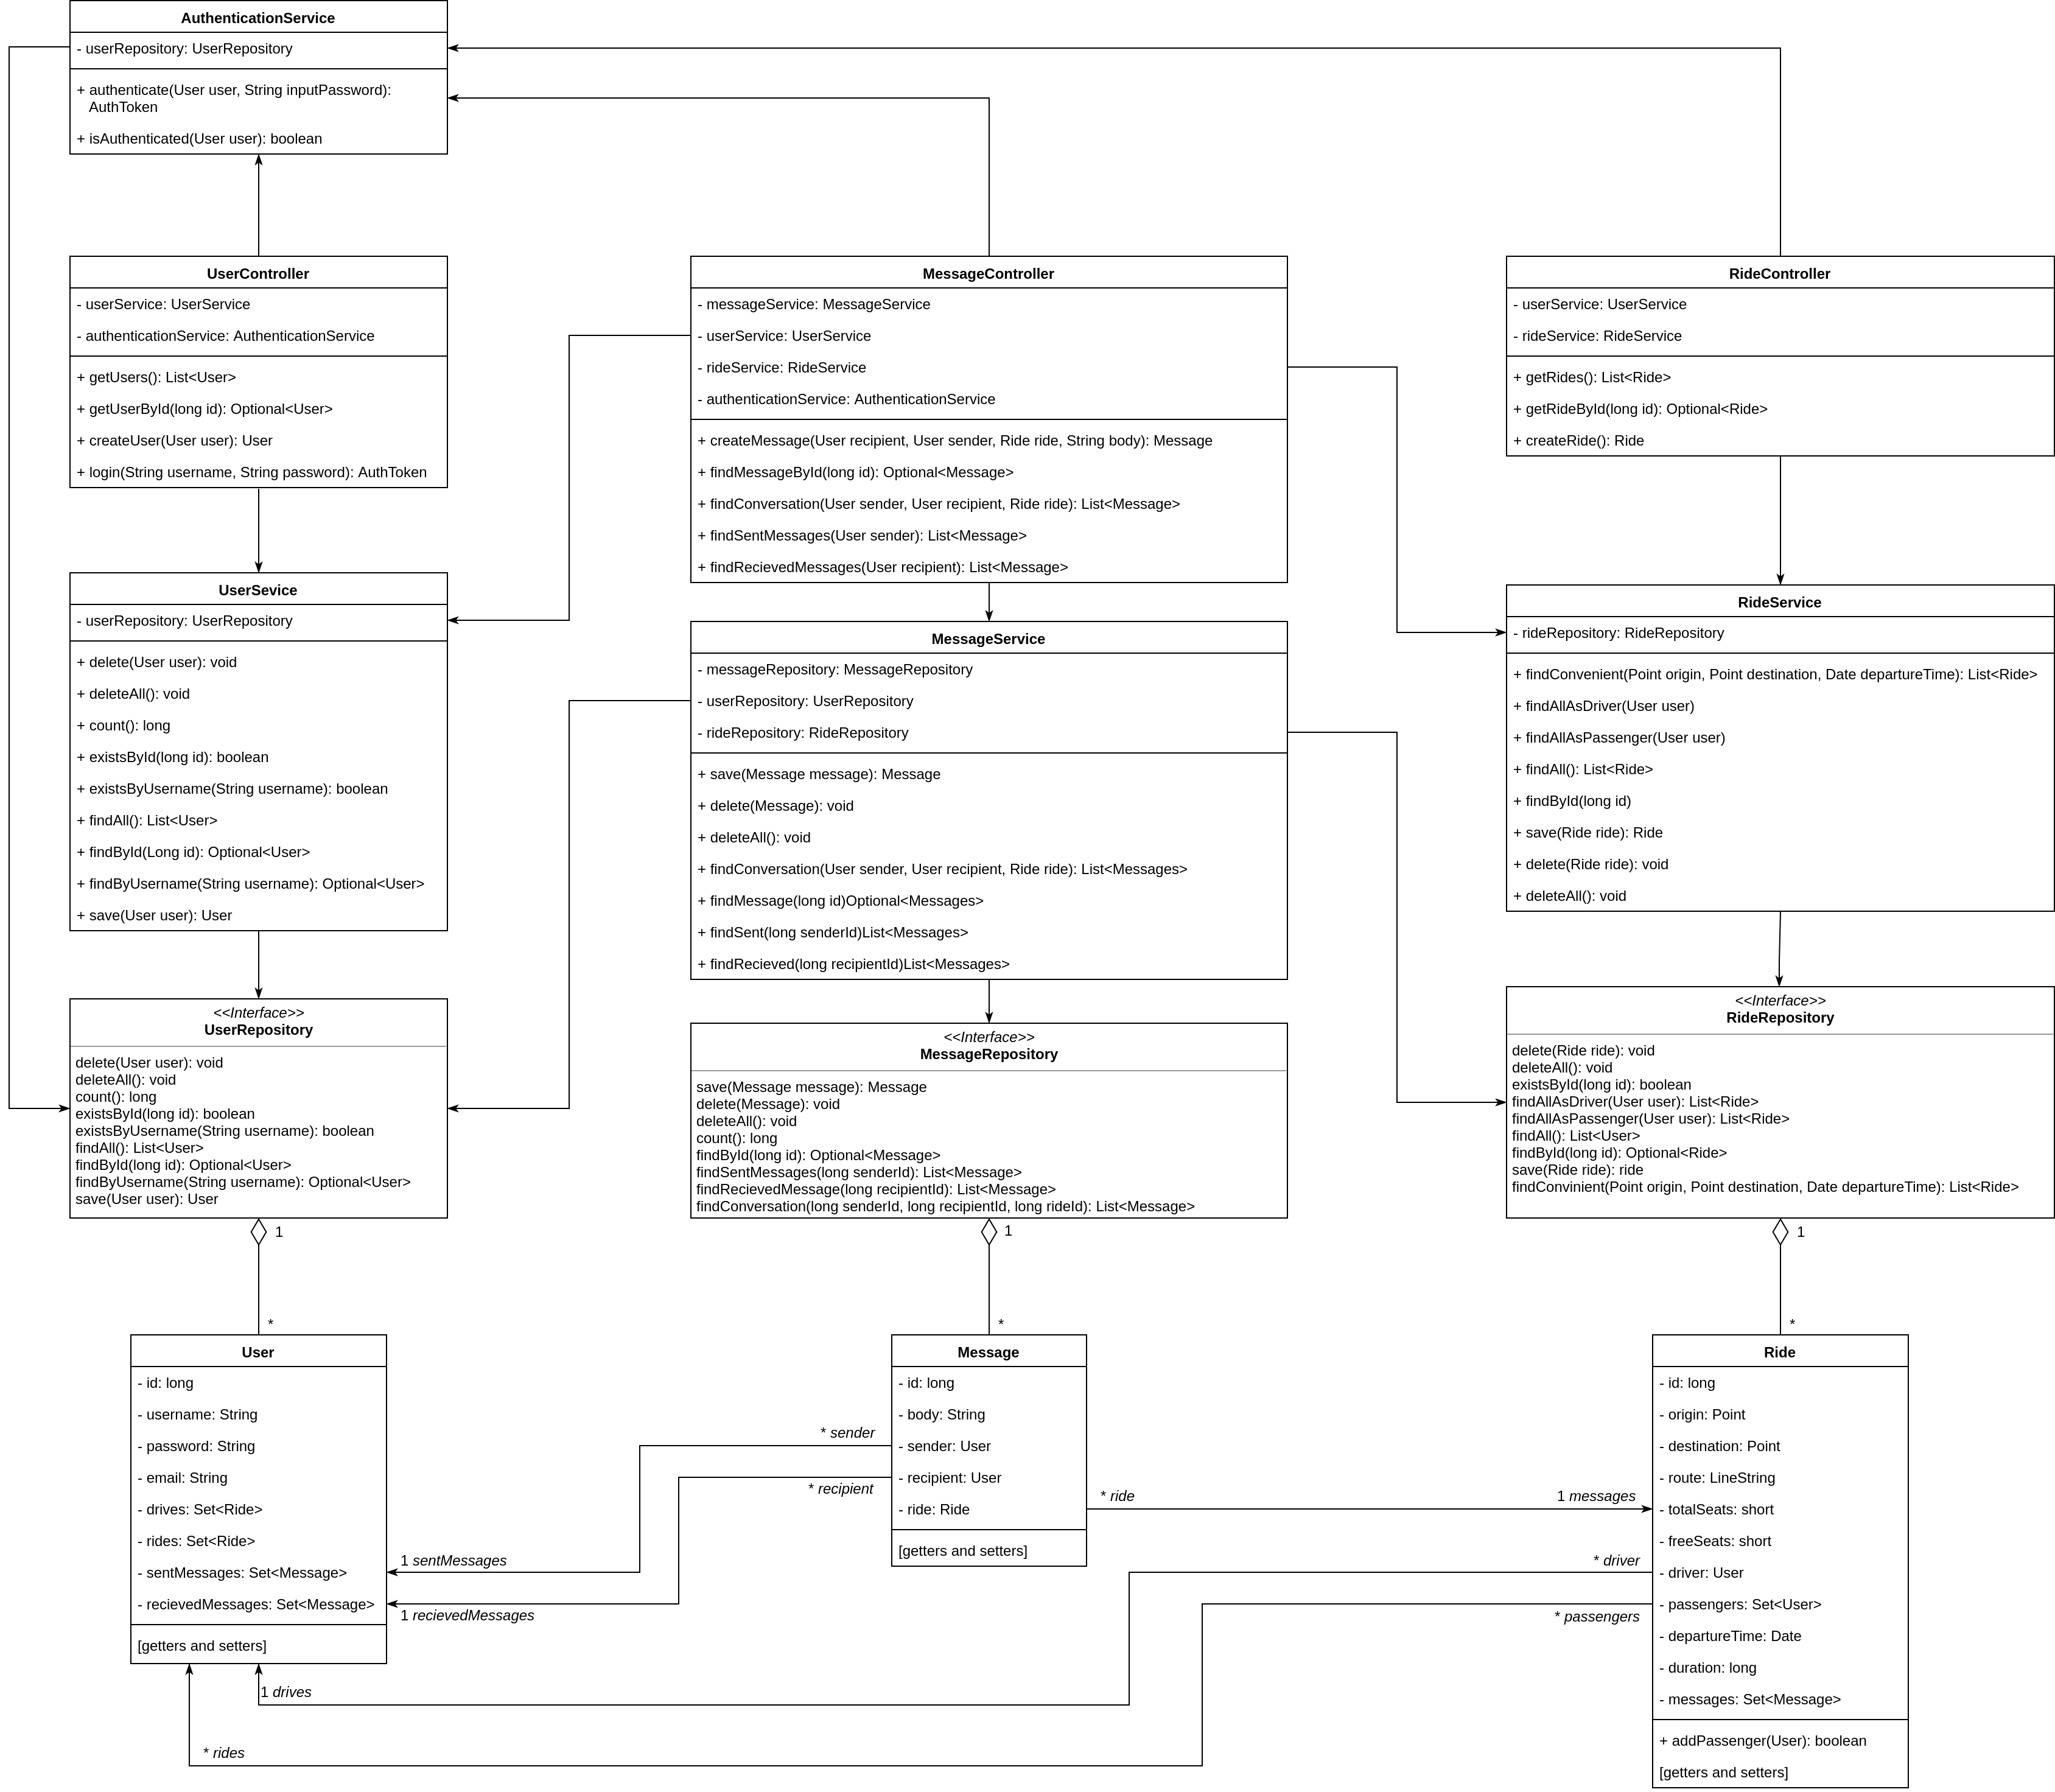 AuthenticationService
- userRepository: UserRepository
+ authenticate(User user, String inputPassword):
AuthToken
+ isAuthenticated(User user): boolean
UserController
- userService: UserService
- authenticationService: AuthenticationService
+ getUsers(): List<User>
+ getUserById(long id): Optional<User>
+ createUser(User user): User
+ login(String username, String password): AuthToken
MessageController
- messageService: MessageService
- userService: UserService
- rideService: RideService
- authenticationService: AuthenticationService
+ createMessage(User recipient, User sender, Ride ride, String body): Message
+ findMessageById(long id): Optional<Message>
+ findConversation(User sender, User recipient, Ride ride): List<Message>
+ findSentMessages(User sender): List<Message>
+ findRecievedMessages(User recipient): List<Message>
RideController
- userService: UserService
- rideService: RideService
+ getRides(): List<Ride>
+ getRideById(long id): Optional<Ride>
+ createRide(): Ride
UserSevice
- userRepository: UserRepository
+ delete(User user): void
+ deleteAll(): void
+ count(): long
+ existsById(long id): boolean
+ existsByUsername(String username): boolean
+ findAll(): List<User>
+ findById(Long id): Optional<User>
+ findByUsername(String username): Optional<User>
+ save(User user): User
MessageService
- messageRepository: MessageRepository
- userRepository: UserRepository
- rideRepository: RideRepository
+ save(Message message): Message
+ delete(Message): void
+ deleteAll(): void
+ findConversation(User sender, User recipient, Ride ride): List<Messages>
+ findMessage(long id)Optional<Messages>
+ findSent(long senderId)List<Messages>
+ findRecieved(long recipientId)List<Messages>
RideService
- rideRepository: RideRepository
+ findConvenient(Point origin, Point destination, Date departureTime): List<Ride>
+ findAllAsDriver(User user)
+ findAllAsPassenger(User user)
+ findAll(): List<Ride>
+ findById(long id)
+ save(Ride ride): Ride
+ delete(Ride ride): void
+ deleteAll(): void
<<Interface>>
UserRepository
delete(User user): void
deleteAll(): void
count(): long
existsById(long id): boolean
existsByUsername(String username): boolean
findAll(): List<User>
findById(long id): Optional<User>
findByUsername(String username): Optional<User>
save(User user): User
<<Interface>>
MessageRepository
save(Message message): Message
delete(Message): void
deleteAll(): void
count(): long
findById(long id): Optional<Message>
findSentMessages(long senderId): List<Message>
findRecievedMessage(long recipientId): List<Message>
findConversation(long senderId, long recipientId, long rideId): List<Message>
<<Interface>>
RideRepository
delete(Ride ride): void
deleteAll(): void
existsById(long id): boolean
findAllAsDriver(User user): List<Ride>
findAllAsPassenger(User user): List<Ride>
findAll(): List<User>
findById(long id): Optional<Ride>
save(Ride ride): ride
findConvinient(Point origin, Point destination, Date departureTime): List<Ride>
1
1
1
*
*
*
User
- id: long
- username: String
- password: String
- email: String
- drives: Set<Ride>
- rides: Set<Ride>
- sentMessages: Set<Message>
- recievedMessages: Set<Message>
[getters and setters]
1 sentMessages
1 recievedMessages
1 drives
* rides
* sender
* recipient
Message
- id: long
- body: String
- sender: User
- recipient: User
- ride: Ride
[getters and setters]
* ride
1 messages
* driver
* passengers
Ride
- id: long
- origin: Point
- destination: Point
- route: LineString
- totalSeats: short
- freeSeats: short
- driver: User
- passengers: Set<User>
- departureTime: Date
- duration: long
- messages: Set<Message>
+ addPassenger(User): boolean
[getters and setters]